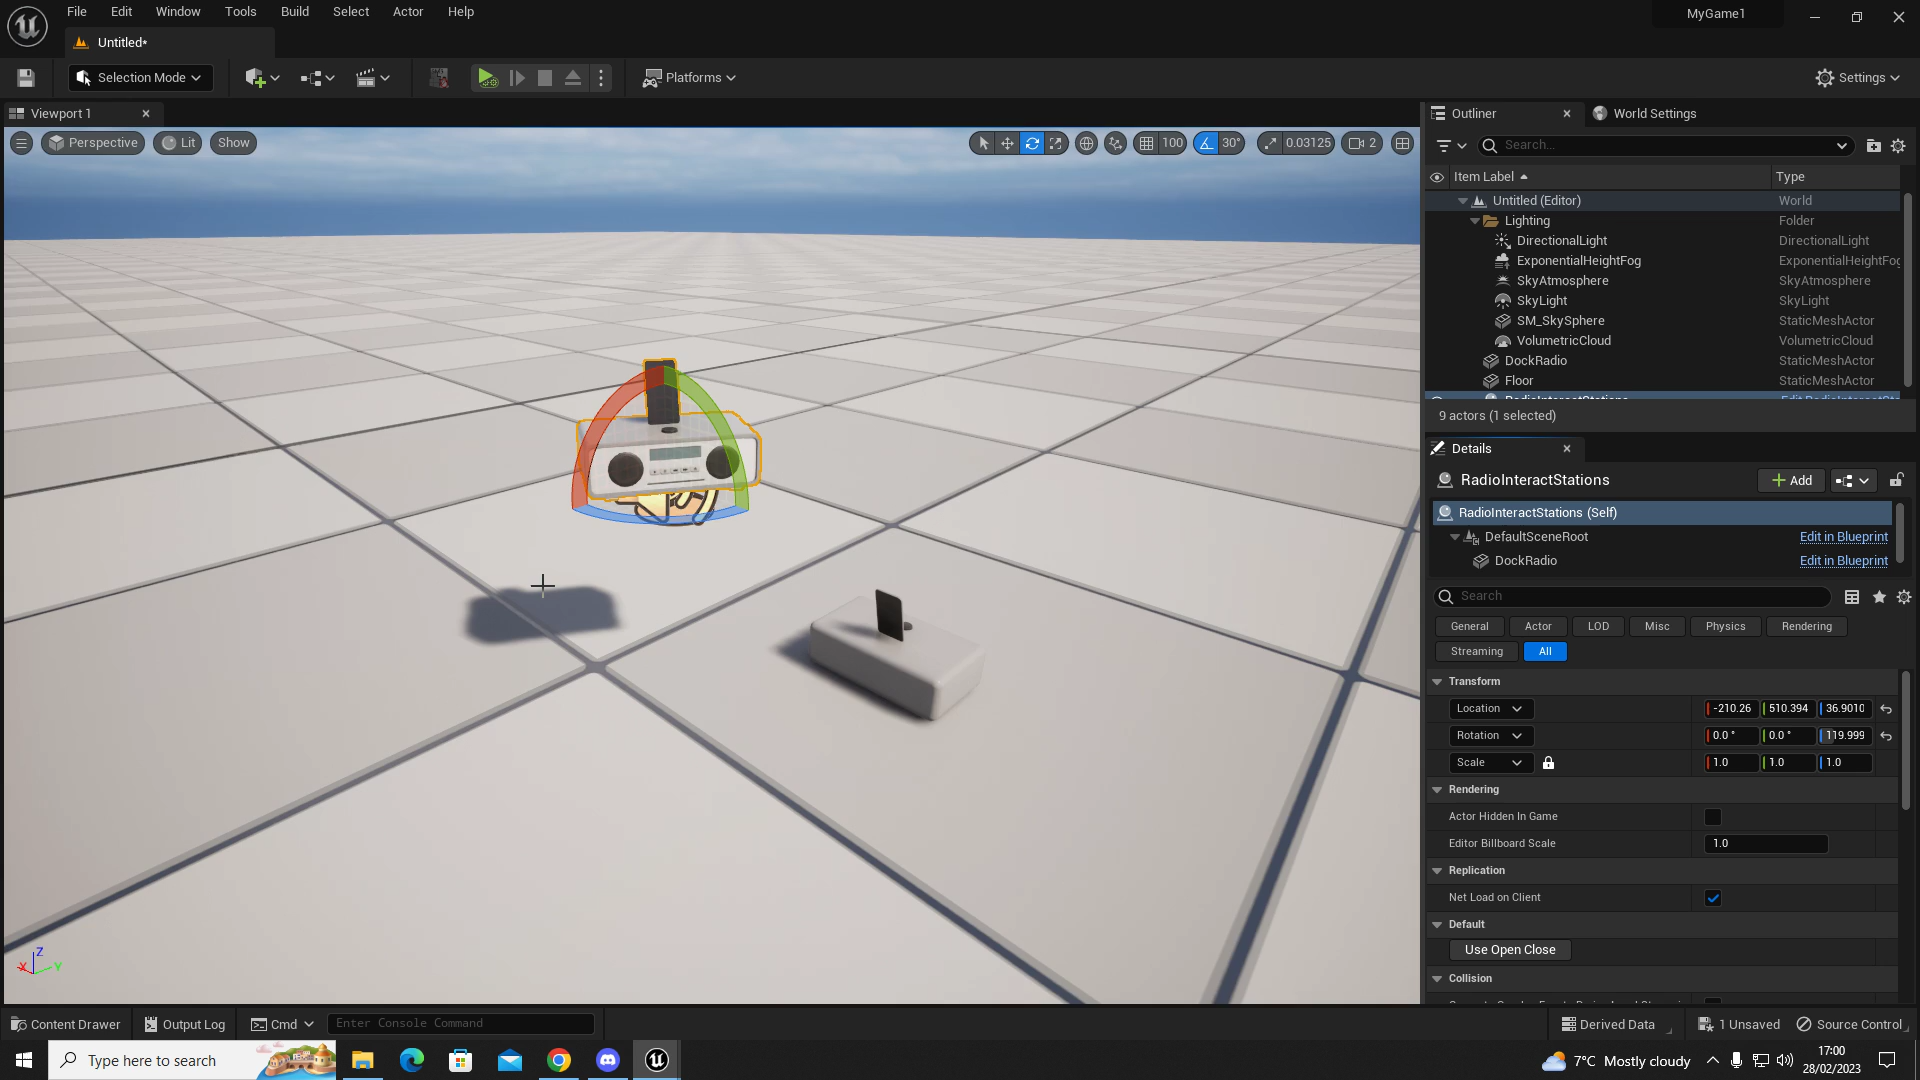 File Edit Window Tools Build Select Actor Help
MyGame1
Untitled*
Selection Mode
Platforms
Settings
Viewport 1
Perspective Lit Show
100 30° 0.03125 2
Outliner
World Settings
Search...
Item Label Type
Untitled (Editor) World
Lighting Folder
DirectionalLight DirectionalLight
ExponentialHeightFog ExponentialHeightFog
SkyAtmosphere SkyAtmosphere
SkyLight SkyLight
SM_SkySphere StaticMeshActor
VolumetricCloud VolumetricCloud
DockRadio StaticMeshActor
Floor StaticMeshActor
9 actors (1 selected)
Details
RadioInteractStations
Add
RadioInteractStations (Self)
DefaultSceneRoot Edit in Blueprint
DockRadio Edit in Blueprint
Search
General Actor LOD Misc Physics Rendering
Streaming All
Transform
Location -210.26 510.394 36.9010
Rotation 0.0 ° 0.0 ° 119.999
Scale 1.0 1.0 1.0
Rendering
Actor Hidden In Game
Editor Billboard Scale 1.0
Replication
Net Load on Client
Default
Use Open Close
Collision
Z
X Y
Content Drawer Output Log Cmd Enter Console Command
Derived Data 1 Unsaved Source Control
Type here to search
7°C Mostly cloudy
17:00
28/02/2023